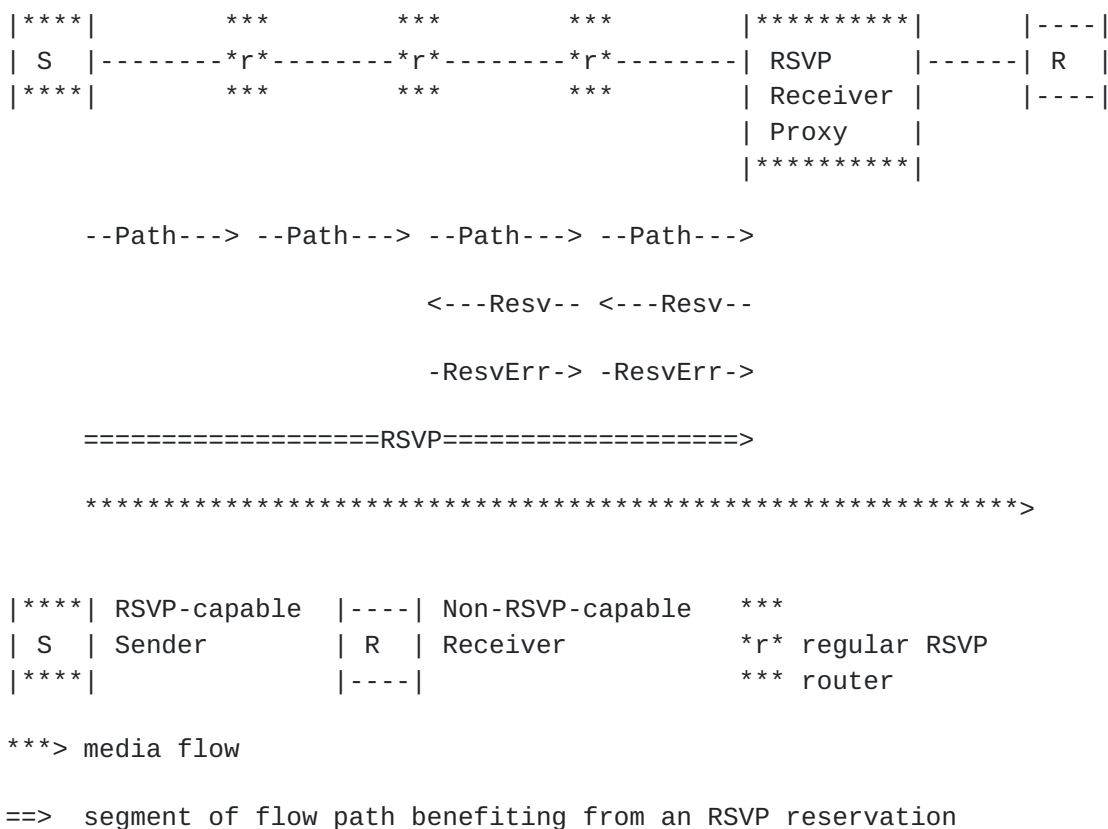 |****|        ***        ***        ***        |**********|       |----|
| S  |--------*r*--------*r*--------*r*--------| RSVP     |------| R  |
|****|        ***        ***        ***        | Receiver |       |----|
                                               | Proxy    |
                                               |**********|
     --Path---> --Path---> --Path---> --Path--->
                           <---Resv-- <---Resv--
                           -ResvErr-> -ResvErr->
     ===================RSVP===================>
     ************************************************************>
|****| RSVP-capable  |----| Non-RSVP-capable   ***
| S  | Sender        | R  | Receiver           *r* regular RSVP
|****|               |----|                    *** router
***> media flow
==>  segment of flow path benefiting from an RSVP reservation